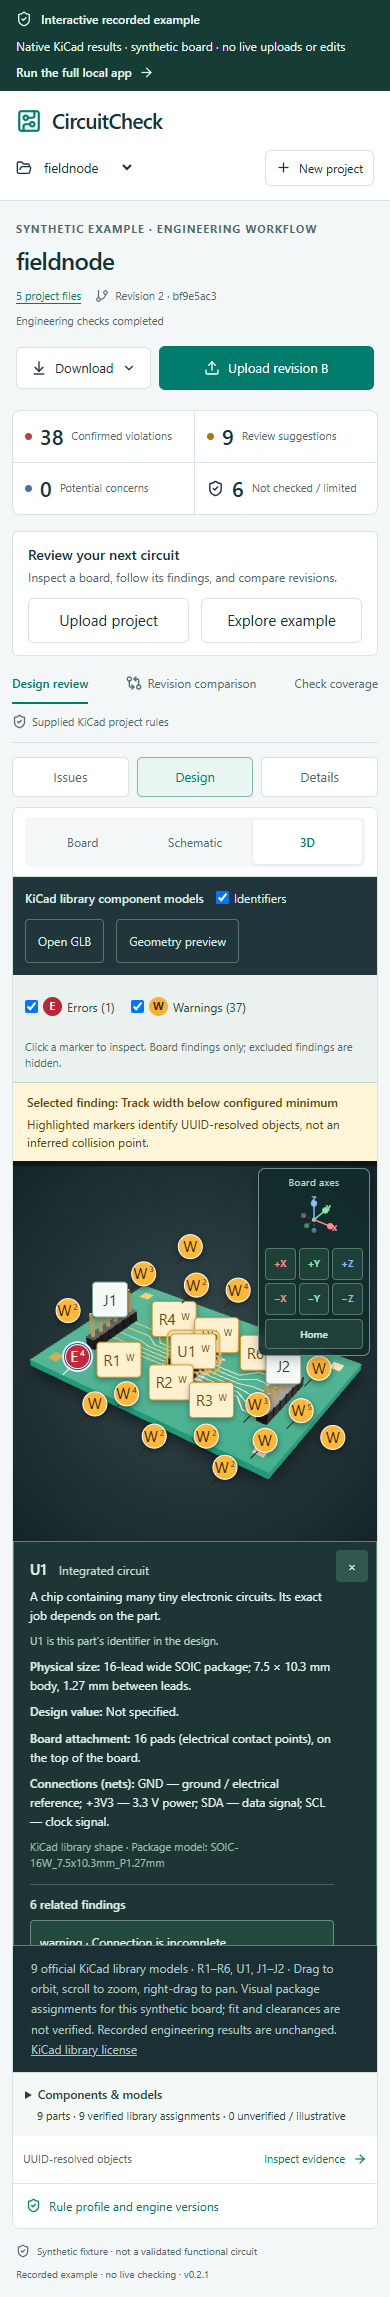 Interactive recorded example
Native KiCad results · synthetic board · no live uploads or edits
Run the full local app →
CircuitCheck
fieldnode
+ New project
SYNTHETIC EXAMPLE · ENGINEERING WORKFLOW
fieldnode
5 project files Revision 2 · bf9e5ac3
Engineering checks completed
Download
Upload revision B
38 Confirmed violations
9 Review suggestions
0 Potential concerns
6 Not checked / limited
Review your next circuit
Inspect a board, follow its findings, and compare revisions.
Upload project
Explore example
Design review
Revision comparison
Check coverage
Supplied KiCad project rules
Issues
Design
Details
Board
Schematic
3D
KiCad library component models
Identifiers
Open GLB
Geometry preview
E Errors (1)
W Warnings (37)
Click a marker to inspect. Board findings only; excluded findings are
hidden.
Selected finding: Track width below configured minimum
Highlighted markers identify UUID-resolved objects, not an
inferred collision point.
Board axes
Z
Y
X
+X
+Y
+Z
−X
−Y
−Z
Home
W
W 3
W 2
W 4
W 2
J1
R4 W
W
E 4
R1 W
U1 W
J2
W
R2 W
W 4
R3 W
W
W 5
W 2
W 2
W
W
W 2
U1 Integrated circuit
×
A chip containing many tiny electronic circuits. Its exact
job depends on the part.
U1 is this part's identifier in the design.
Physical size: 16-lead wide SOIC package; 7.5 × 10.3 mm
body, 1.27 mm between leads.
Design value: Not specified.
Board attachment: 16 pads (electrical contact points), on
the top of the board.
Connections (nets): GND — ground / electrical
reference; +3V3 — 3.3 V power; SDA — data signal; SCL
— clock signal.
KiCad library shape · Package model: SOIC-
16W_7.5x10.3mm_P1.27mm
6 related findings
warning · Connection is incomplete
9 official KiCad library models · R1–R6, U1, J1–J2 · Drag to
orbit, scroll to zoom, right-drag to pan. Visual package
assignments for this synthetic board; fit and clearances are
not verified. Recorded engineering results are unchanged.
KiCad library license
Components & models
9 parts · 9 verified library assignments · 0 unverified / illustrative
UUID-resolved objects
Inspect evidence →
Rule profile and engine versions
Synthetic fixture · not a validated functional circuit
Recorded example · no live checking · v0.2.1